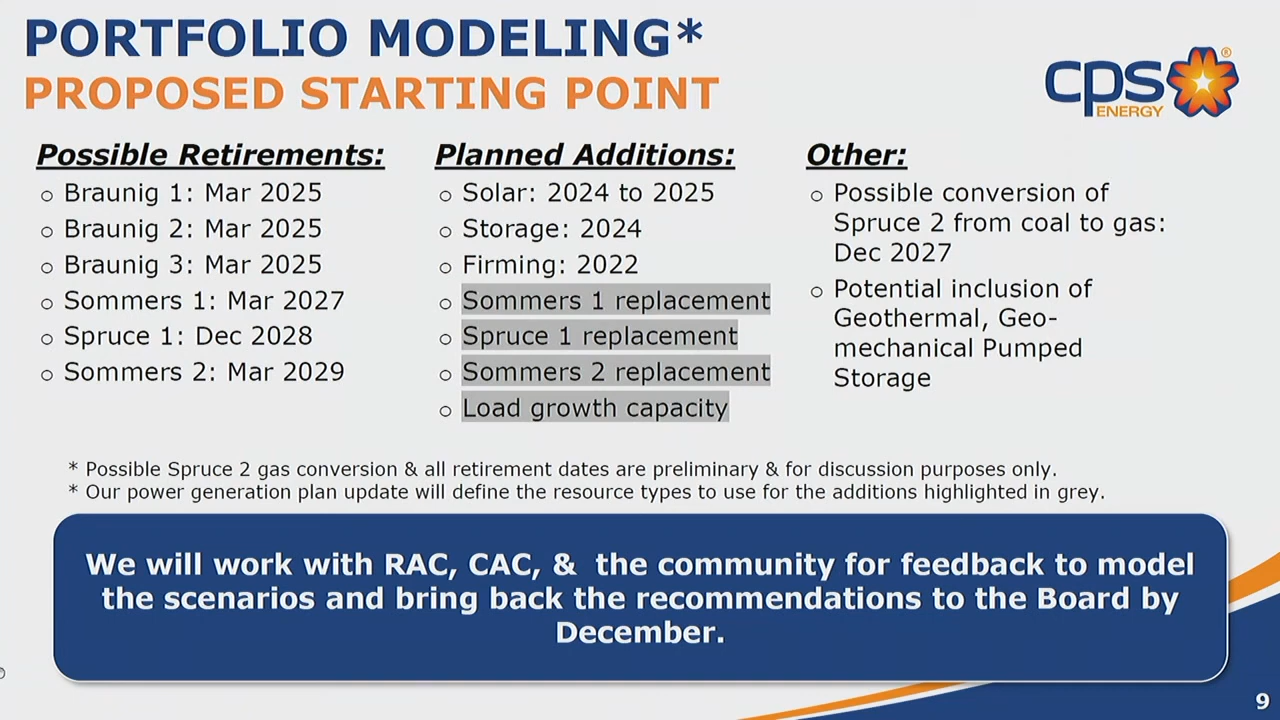 PORTFOLIO MODELING*
PROPOSED STARTING POINT
cps®
ENERGY
Possible Retirements:
o Braunig 1: Mar 2025
o Braunig 2: Mar 2025
o Braunig 3: Mar 2025
o Sommers 1: Mar 2027
o Spruce 1: Dec 2028
o Sommers 2: Mar 2029
Planned Additions:
o Solar: 2024 to 2025
o Storage: 2024
o Firming: 2022
o Sommers 1 replacement
o Spruce 1 replacement
o Sommers 2 replacement
o Load growth capacity
Other:
o Possible conversion of
Spruce 2 from coal to gas:
Dec 2027
o Potential inclusion of
Geothermal, Geo-
mechanical Pumped
Storage
* Possible Spruce 2 gas conversion & all retirement dates are preliminary & for discussion purposes only.
* Our power generation plan update will define the resource types to use for the additions highlighted in grey.
We will work with RAC, CAC, & the community for feedback to model
the scenarios and bring back the recommendations to the Board by
December.
9